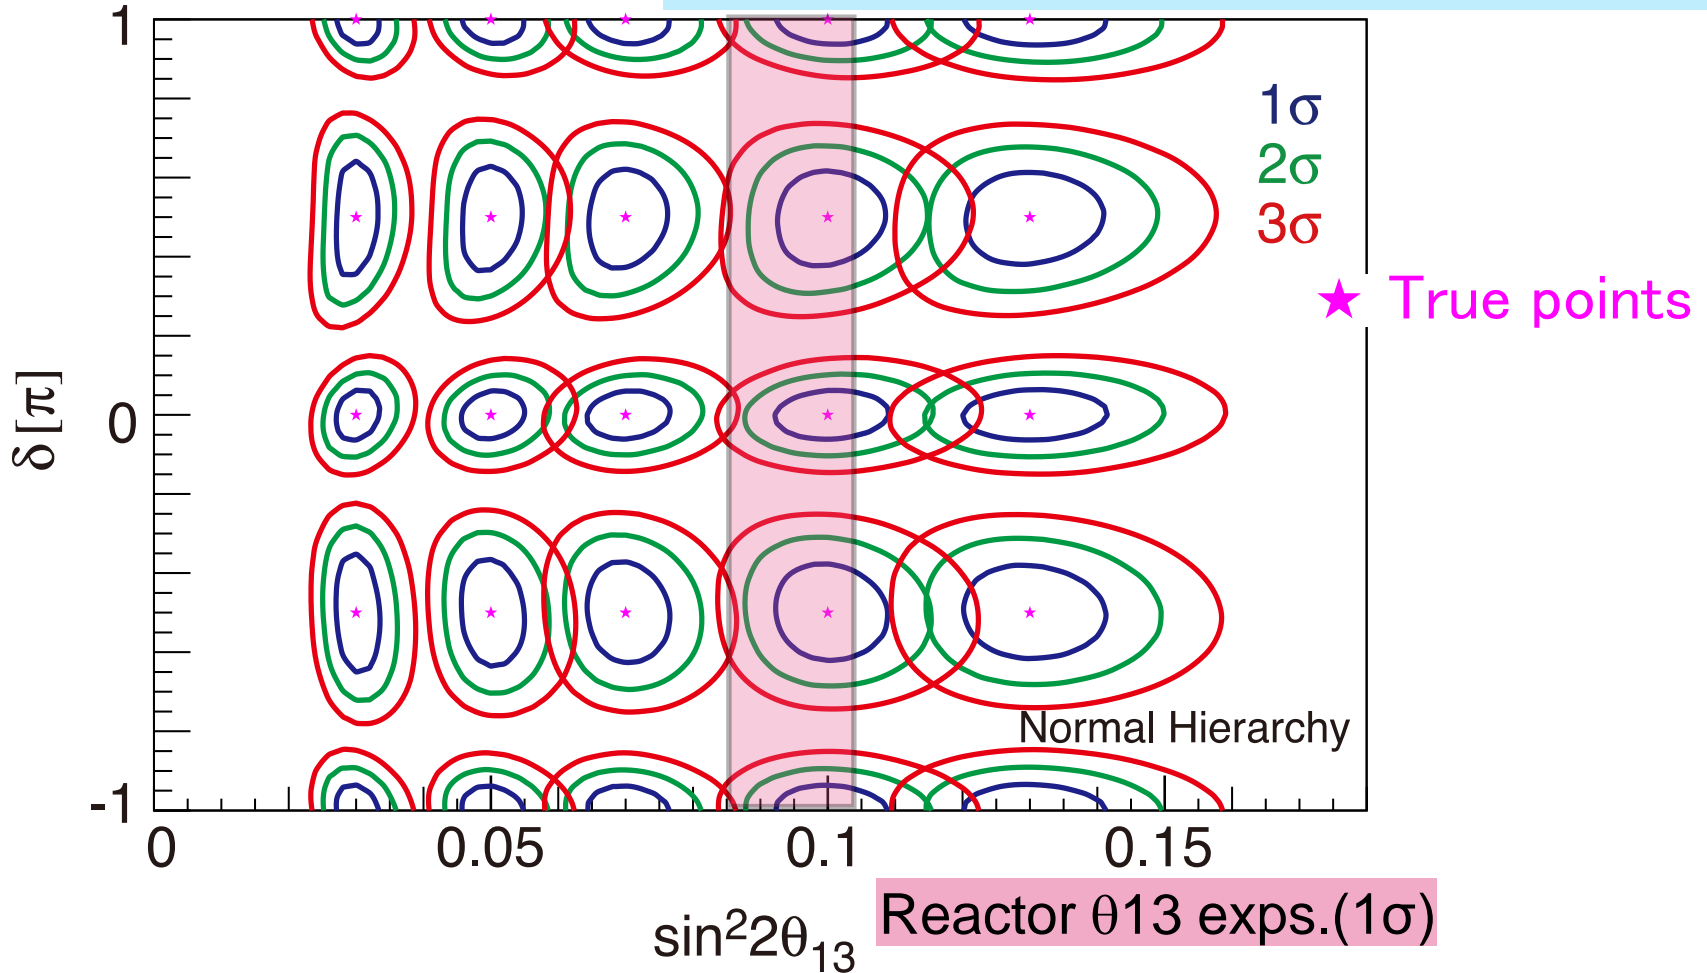 1
1σ
2σ
3σ
★ True points
δ[π]
0
Normal Hierarchy
-1
0 0.05 0.1 0.15
sin²2θ₁₃
Reactor θ13 exps.(1σ)